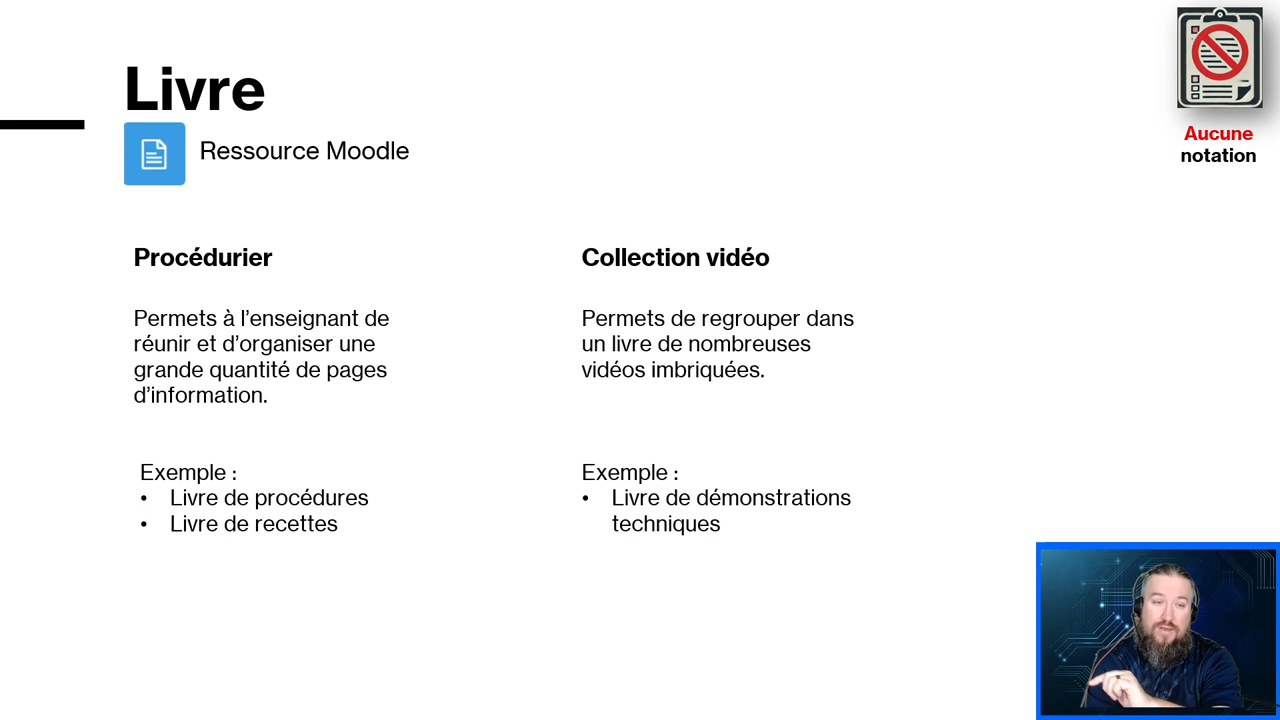 Livre
Ressource Moodle
Aucune
notation
Procédurier
Permets à l’enseignant de
réunir et d’organiser une
grande quantité de pages
d’information.
Exemple :
• Livre de procédures
• Livre de recettes
Collection vidéo
Permets de regrouper dans
un livre de nombreuses
vidéos imbriquées.
Exemple :
• Livre de démonstrations
techniques